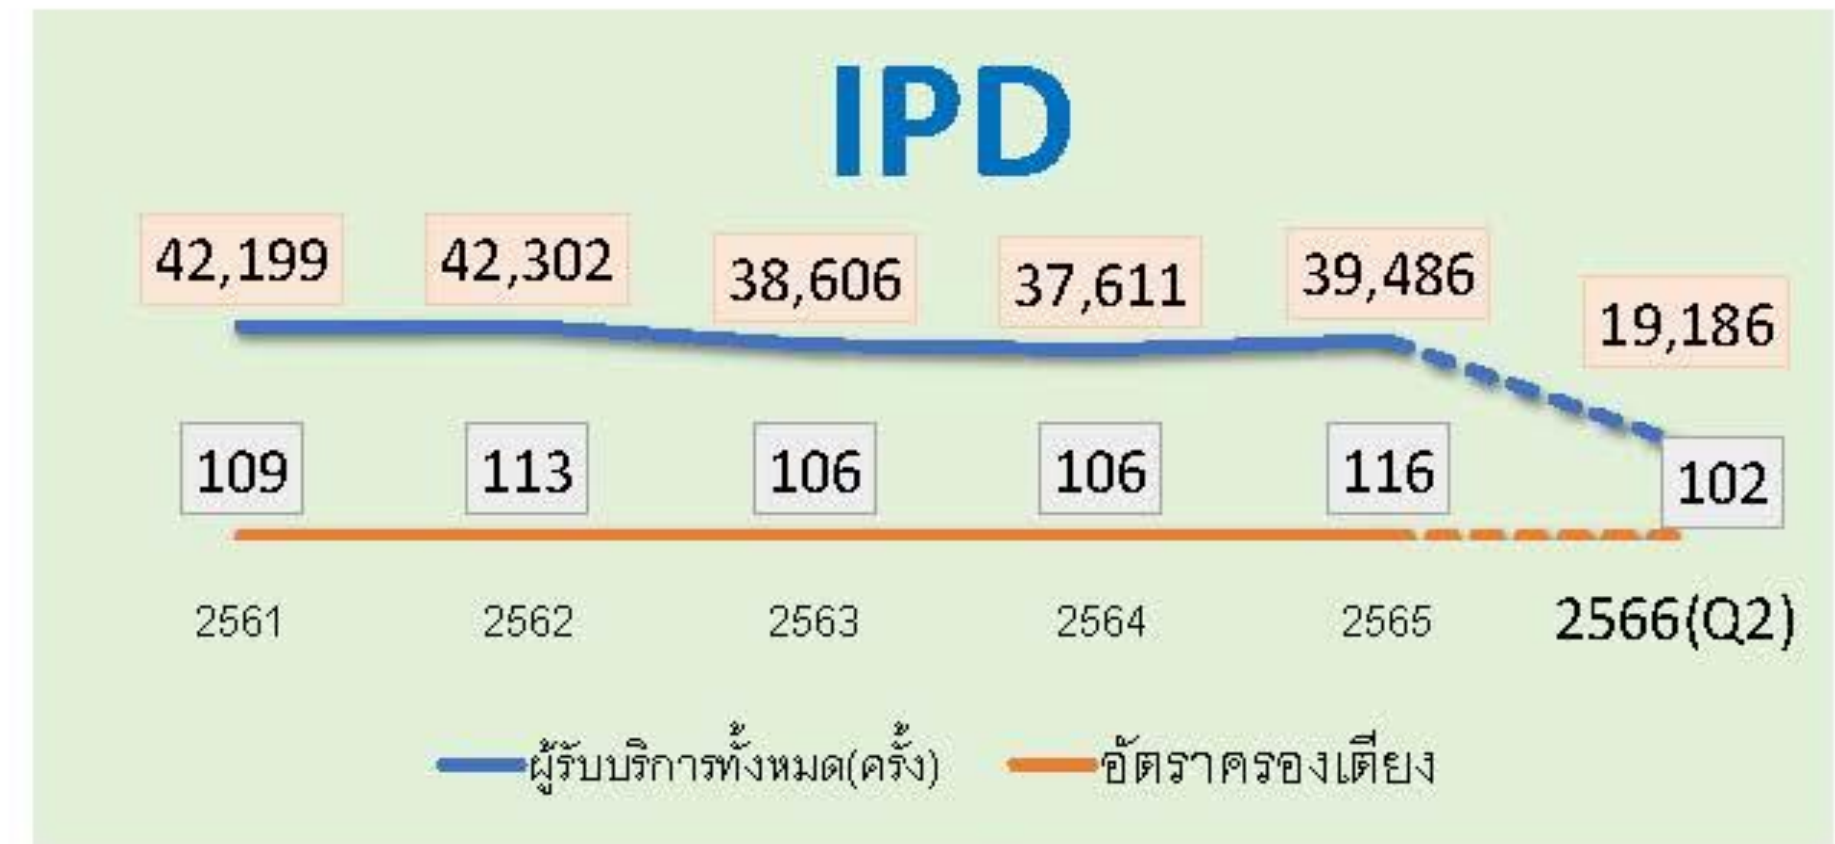 IPD
42,199 42,302 38,606 37,611 39,486 19,186
109 113 106 106 116 102
2561 2562 2563 2564 2565 2566(Q2)
ผู้รับบริการทั้งหมด(ครั้ง) อัตราครองเตียง